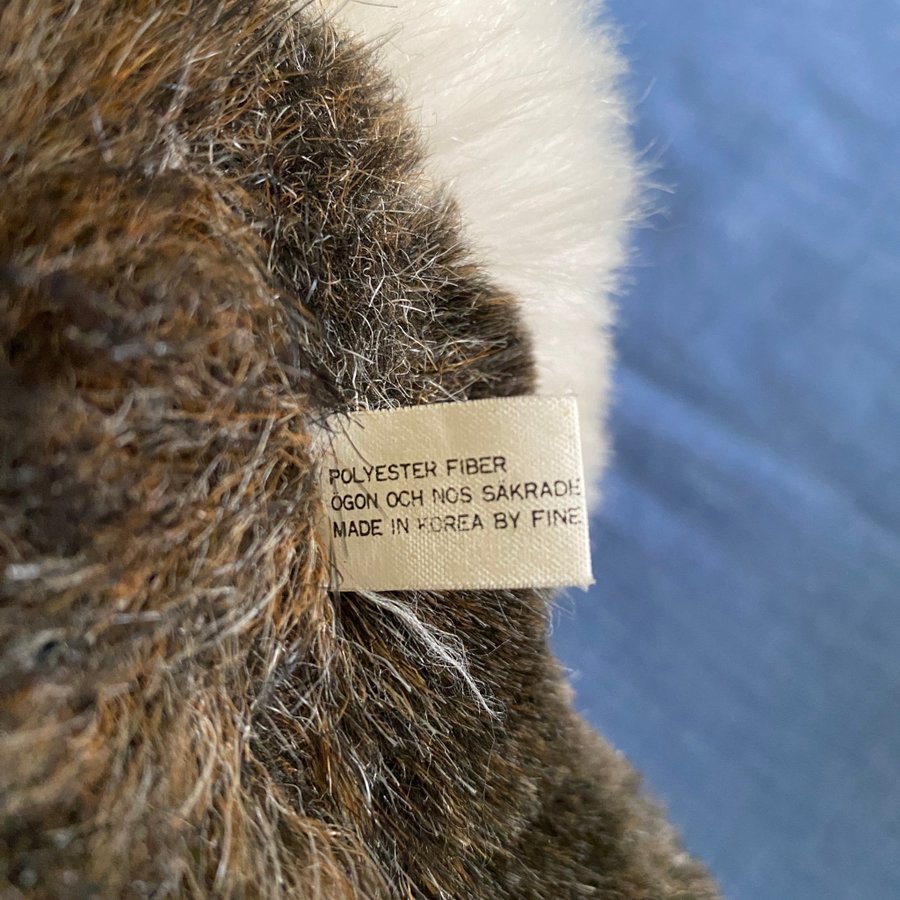 POLYESTER FIBER
ÖGON OCH NOS SÄKRADE
MADE IN KOREA BY FINE